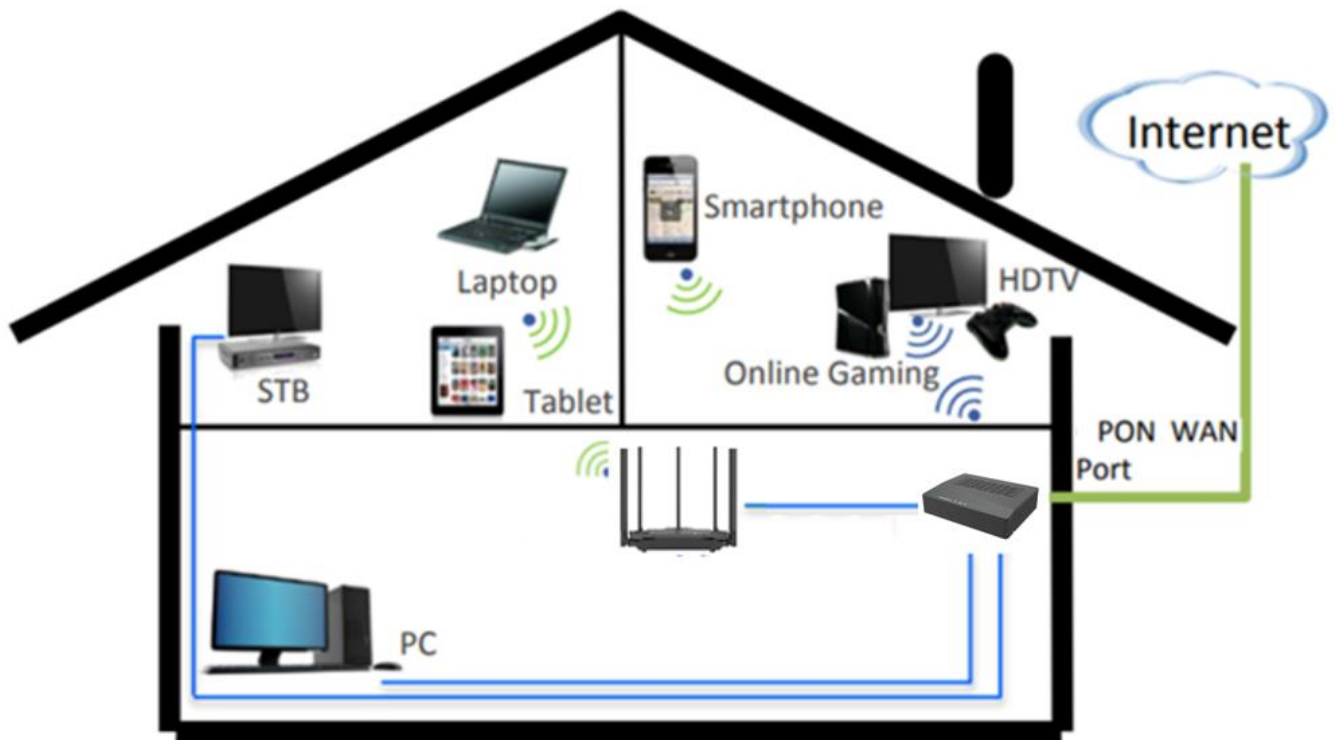 Internet
Smartphone
Laptop
HDTV
STB
Tablet
Online Gaming
PON WAN
Port
PC